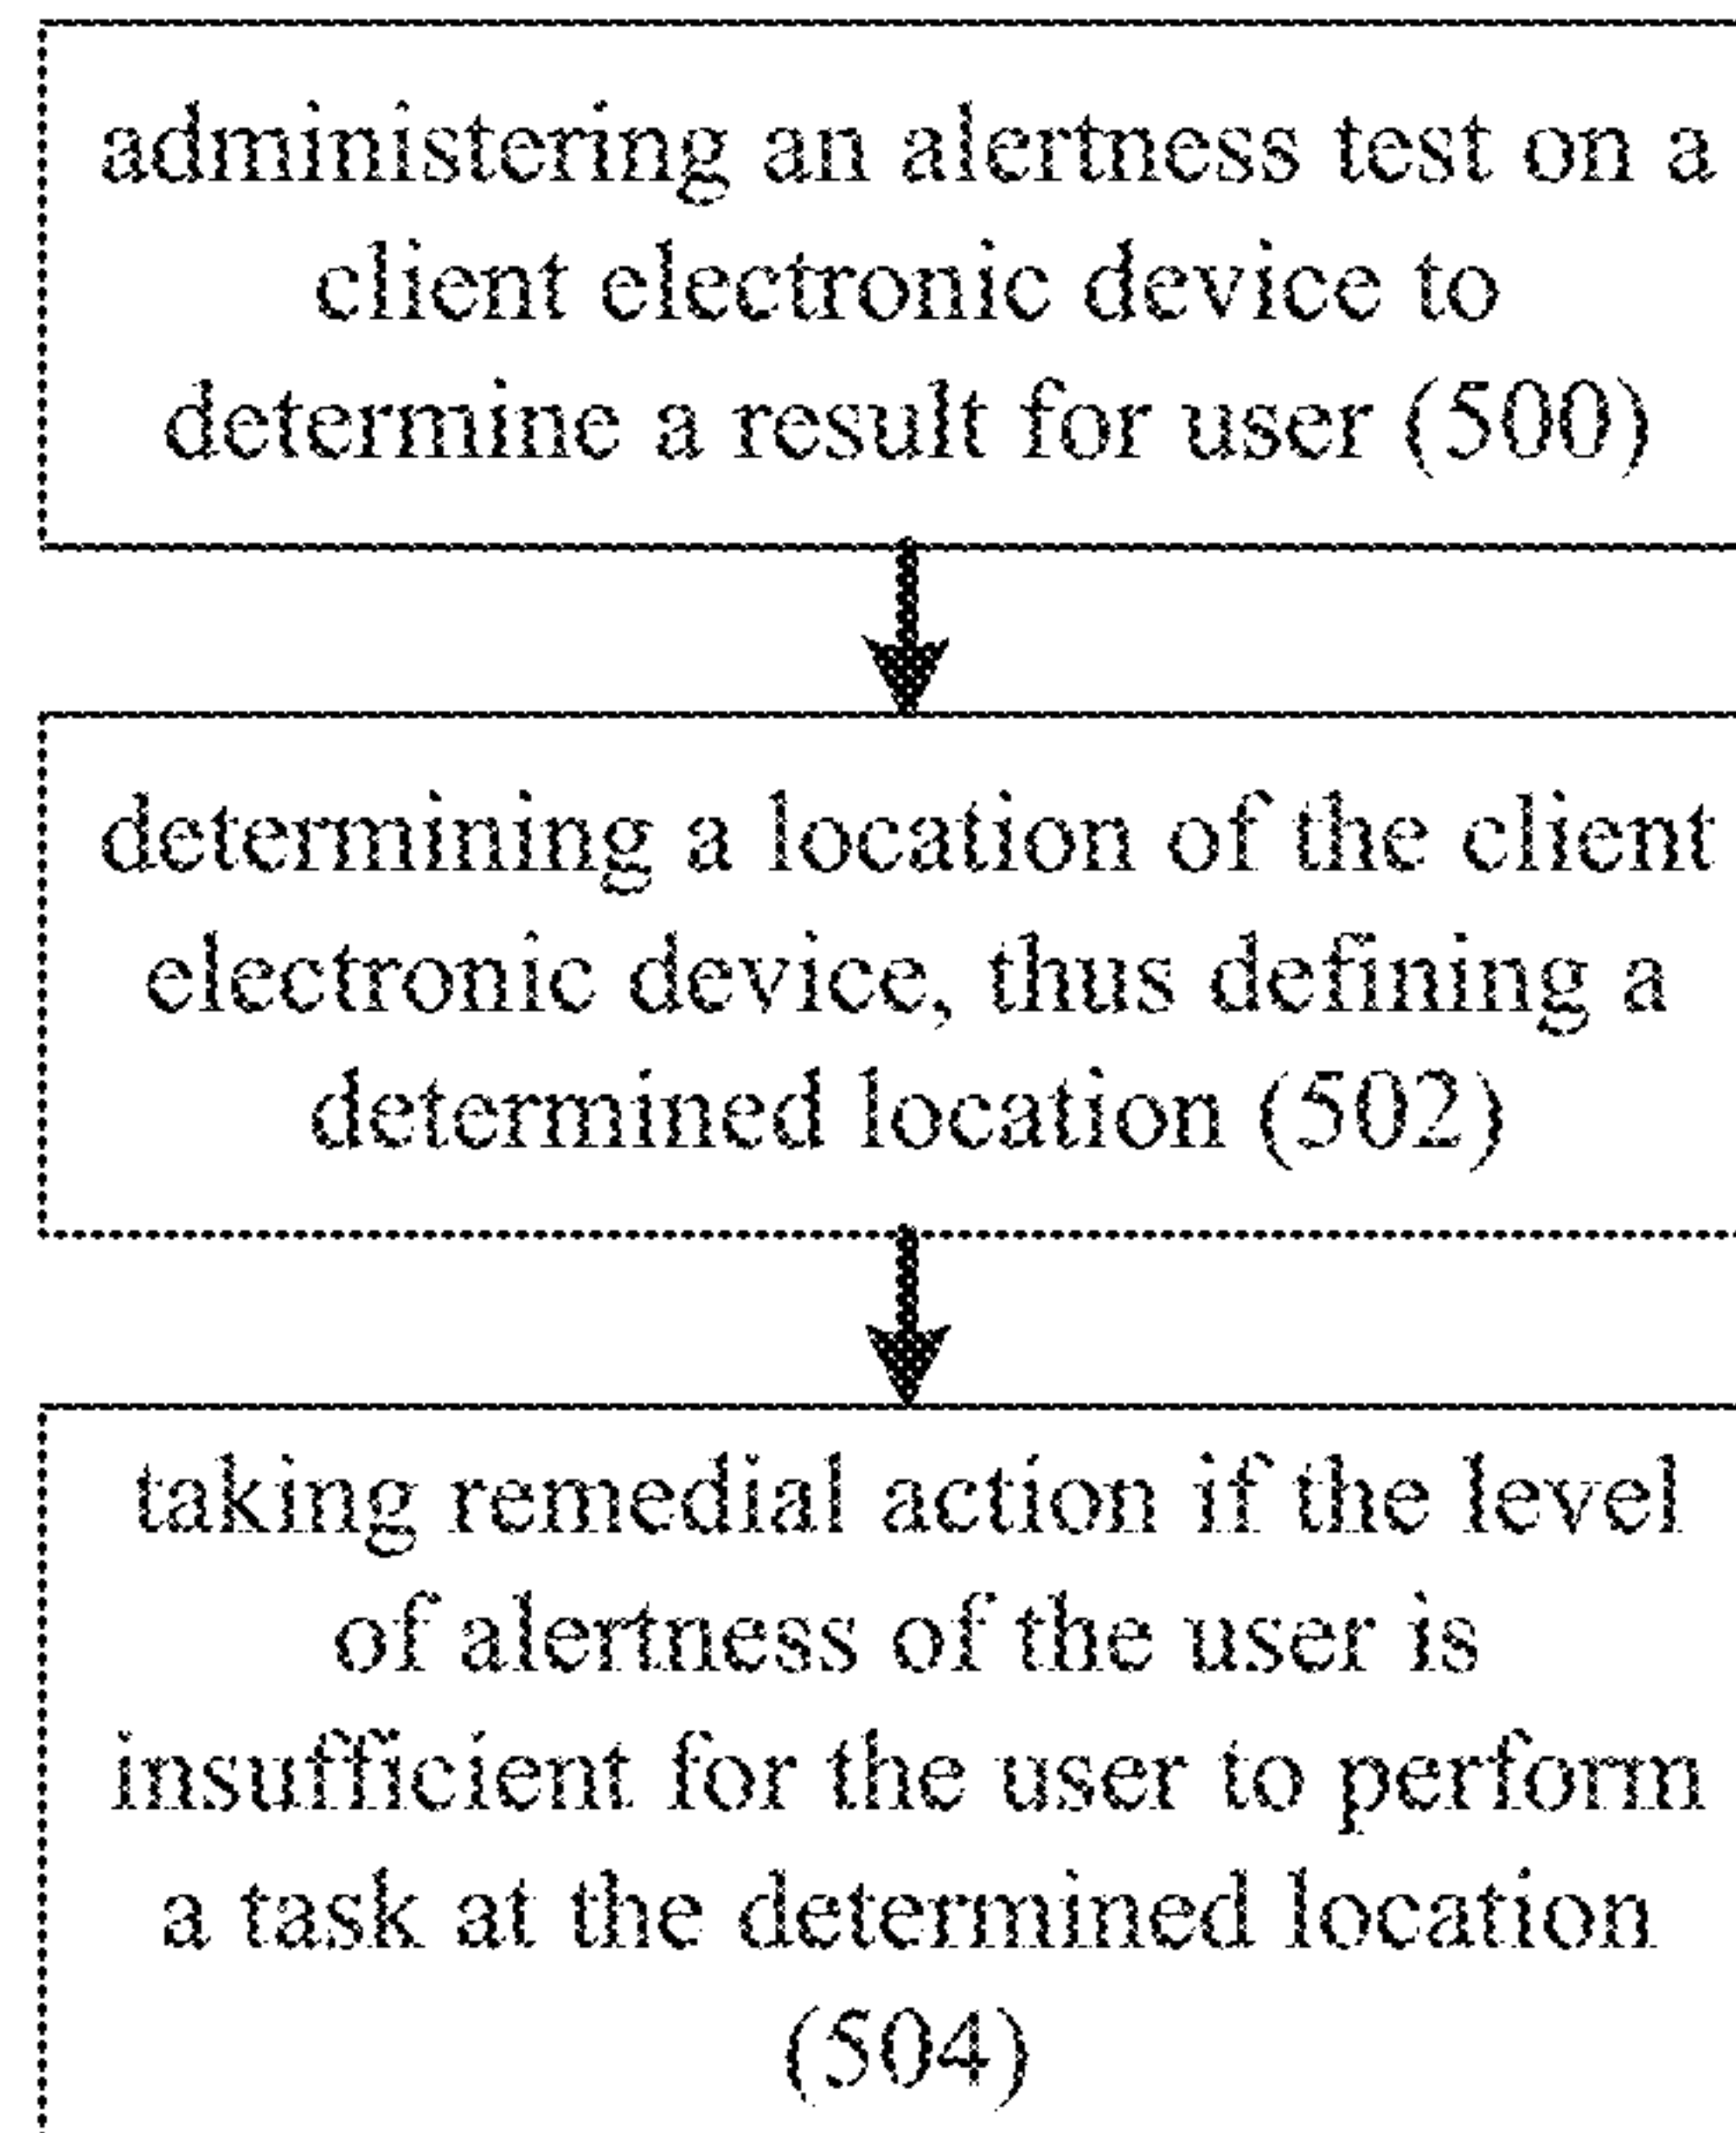 administering an alertness test on a
client electronic device to
determine a result for user (500)
determining a location of the client
electronic device, thus defining a
determined location (502)
taking remedial action if the level
of alertness of the user is
insufficient for the user to perform
a task at the determined location
(504)